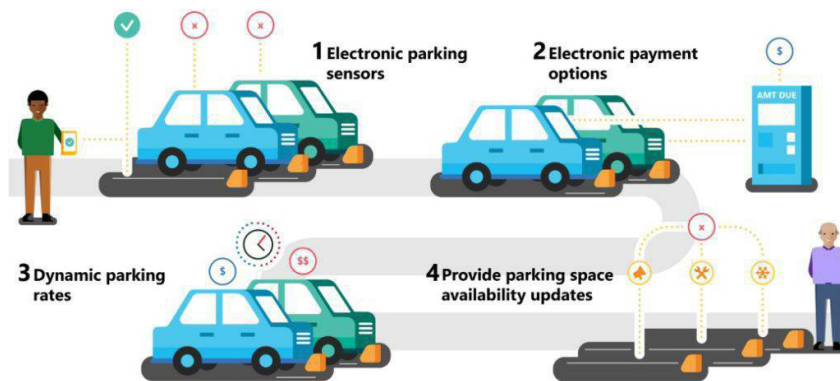 1 Electronic parking
sensors
2 Electronic payment
options
$
AMT DUE
3 Dynamic parking
rates
$
$$
4 Provide parking space
availability updates